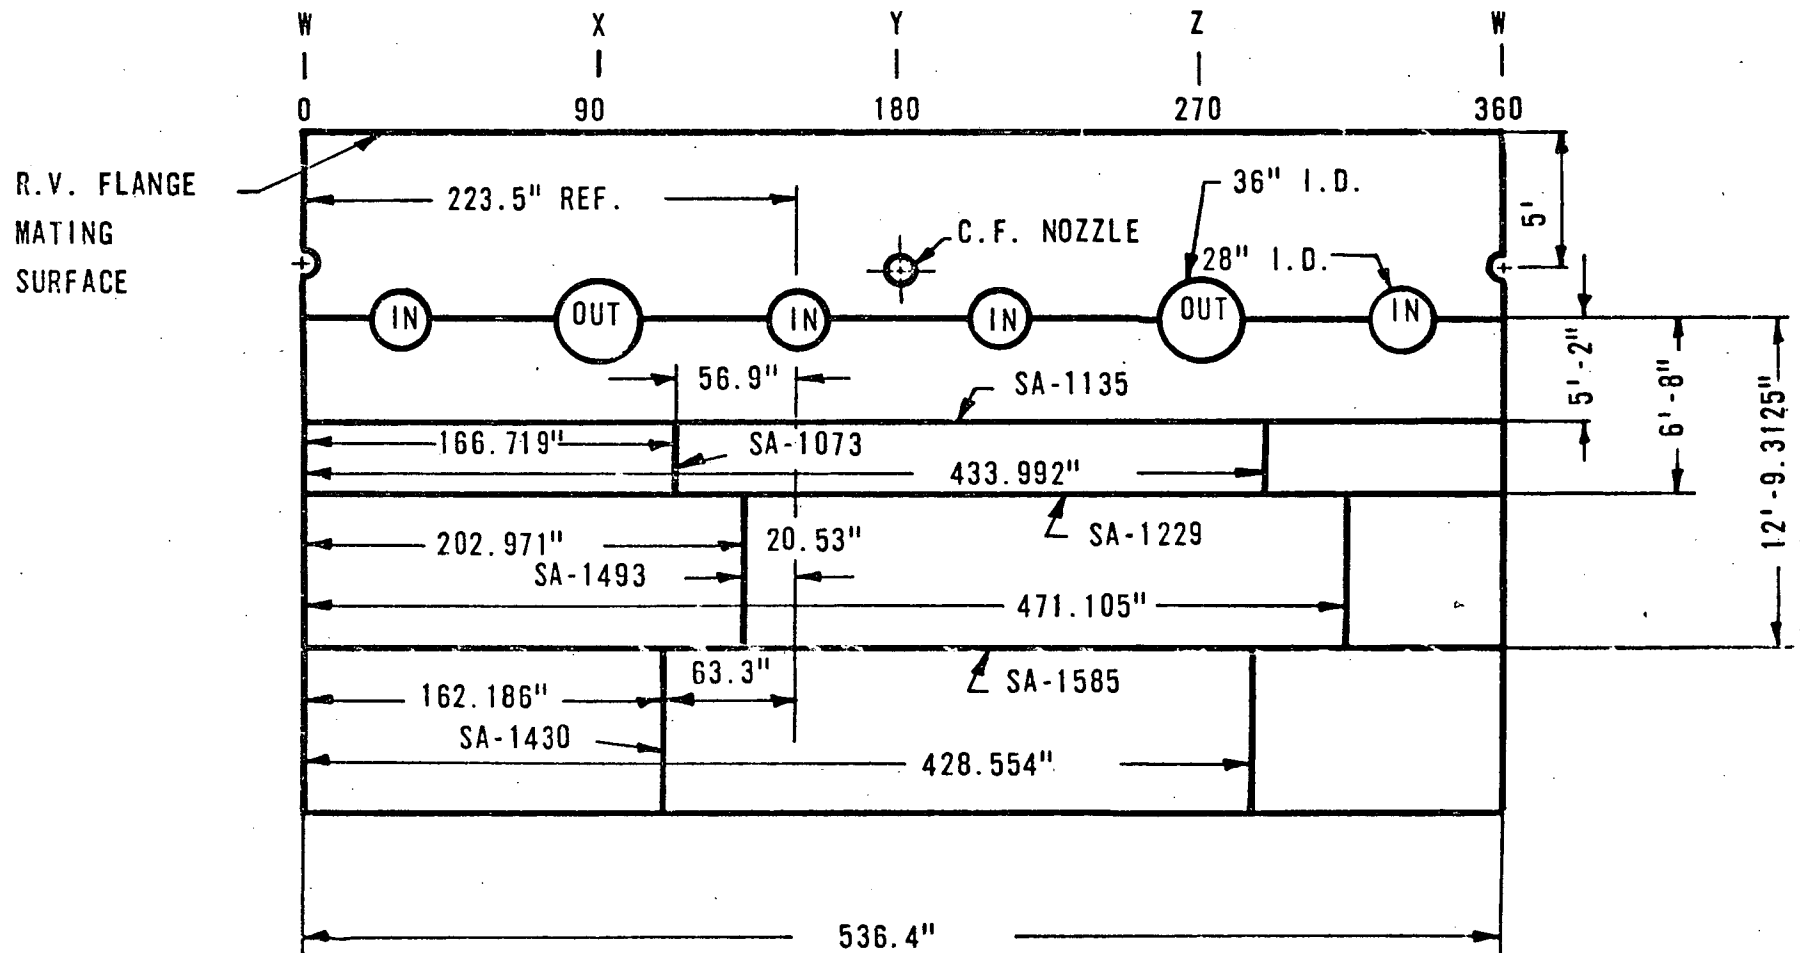 W X Y Z W
0 90 180 270 360
R.V. FLANGE
MATING
SURFACE
223.5" REF.
36" I.D.
5'
C.F. NOZZLE
28" I.D.
IN OUT IN IN OUT IN
56.9"
SA-1135
5'-2"
6'-8"
12'-9.3125"
166.719"
SA-1073
433.992"
202.971"
20.53"
SA-1229
SA-1493
471.105"
63.3"
162.186"
SA-1585
SA-1430
428.554"
536.4"